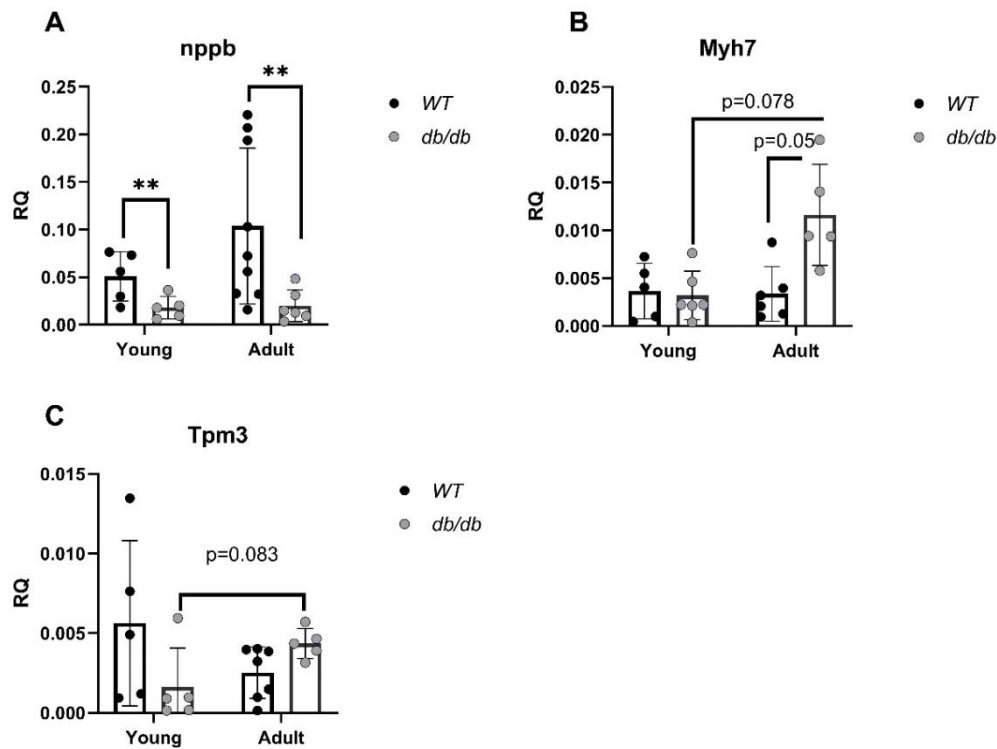 A
nppb
**
**
0.25
0.20
0.15
0.10
0.05
0.00
RQ
Young
Adult
WT
db/db
B
Myh7
p=0.078
p=0.05
0.025
0.020
0.015
0.010
0.005
0.000
RQ
Young
Adult
WT
db/db
C
Tpm3
p=0.083
0.015
0.010
0.005
0.000
RQ
Young
Adult
WT
db/db